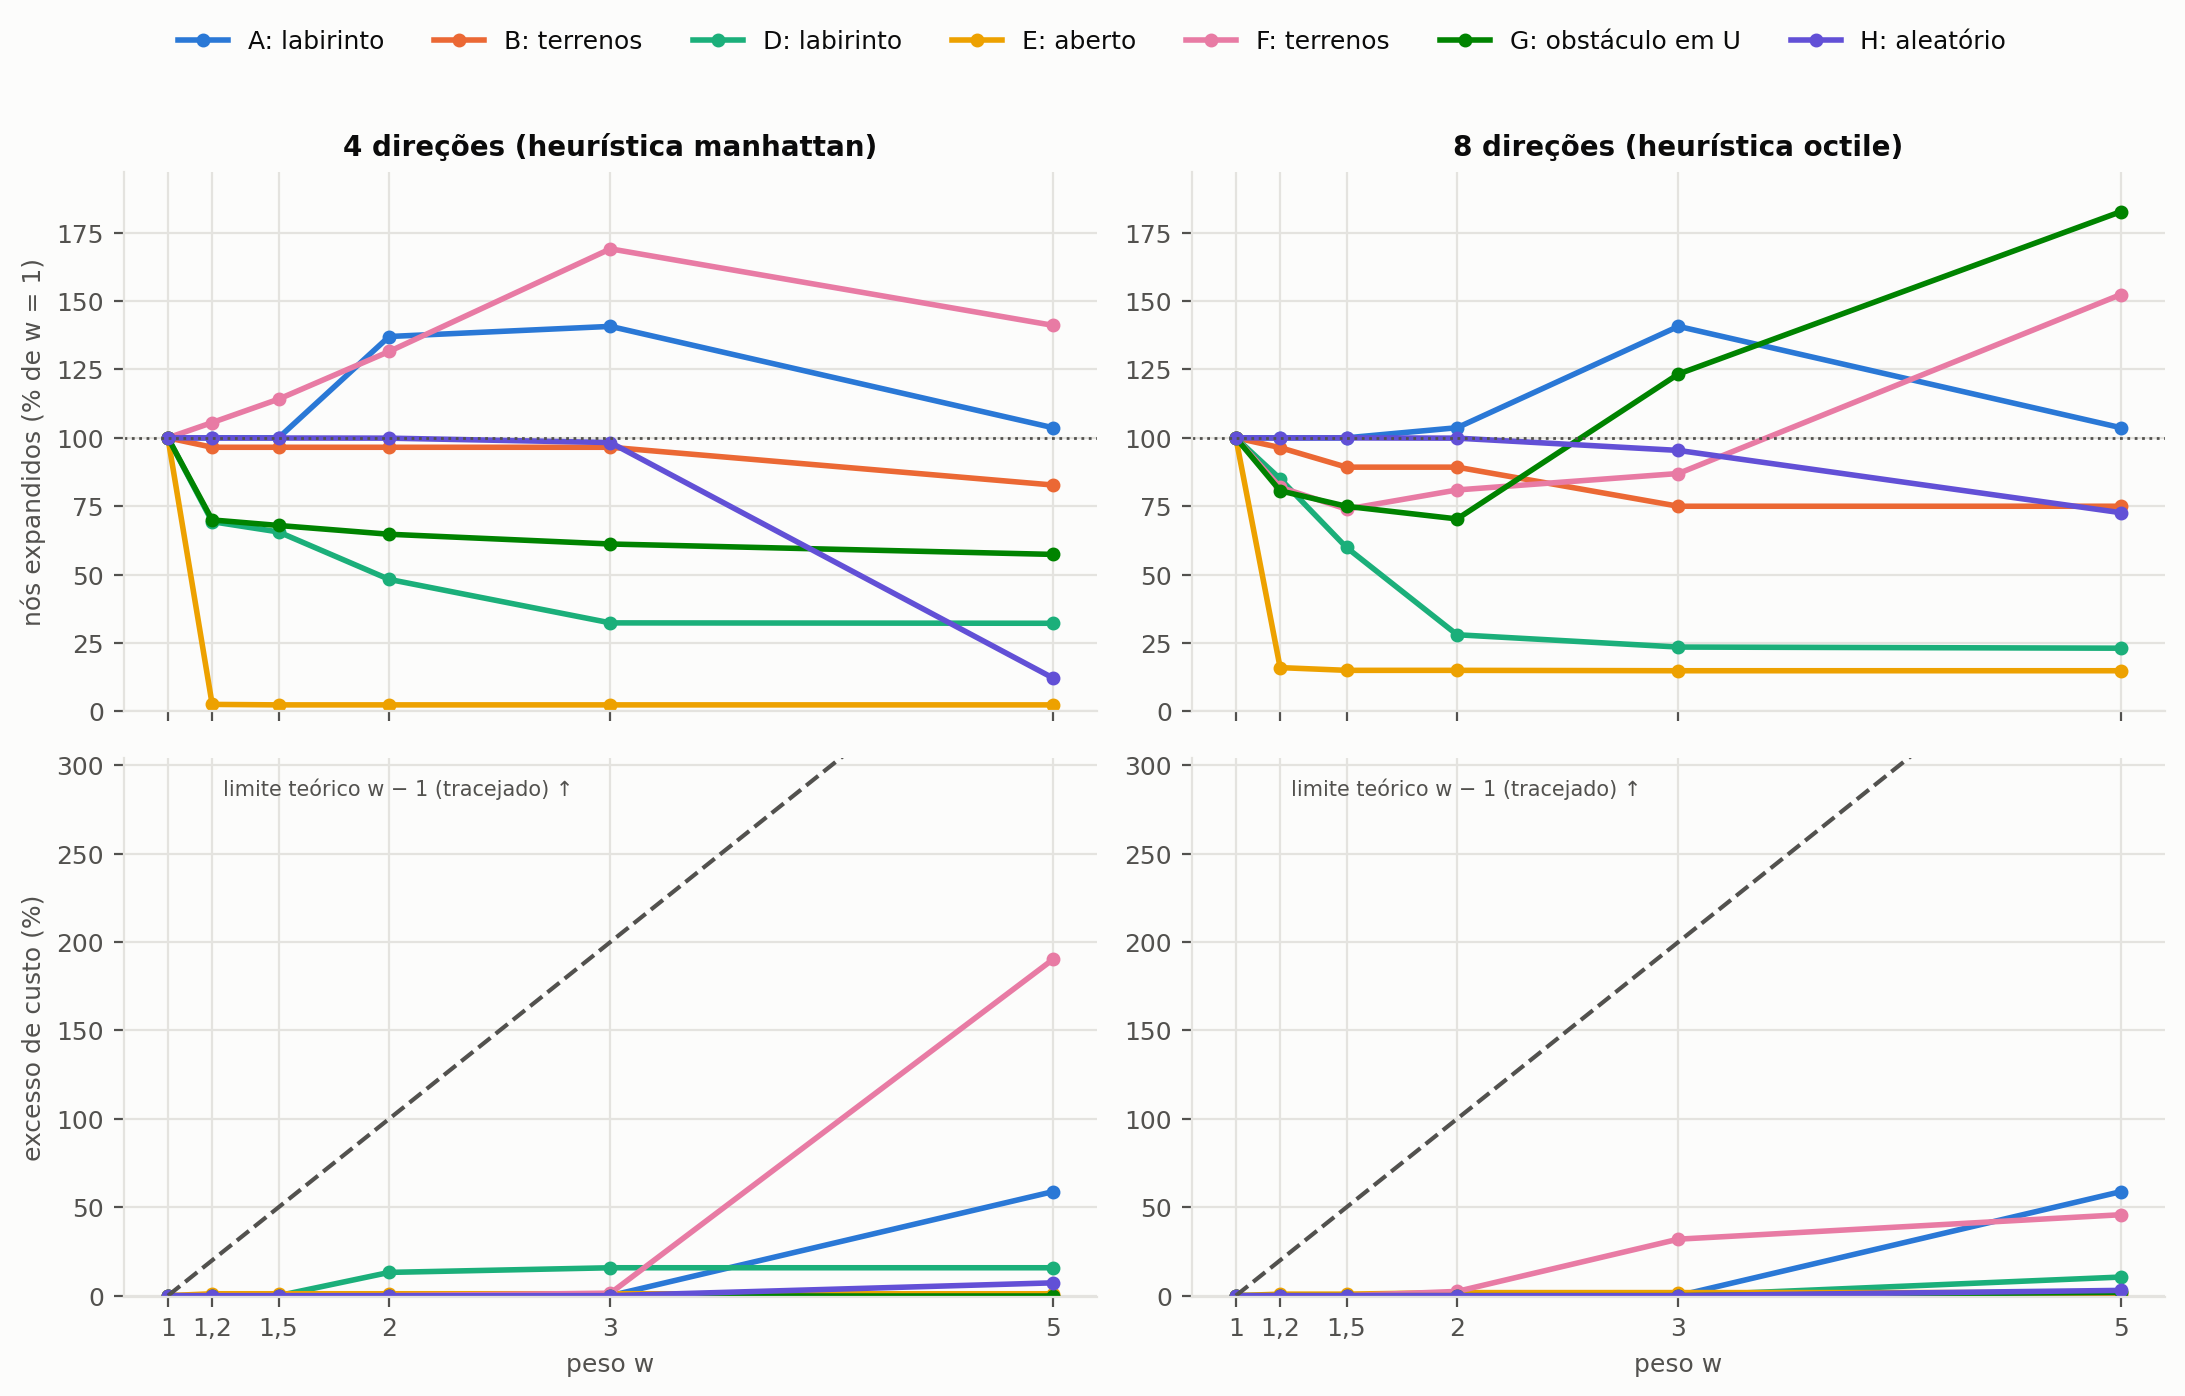 A: labirinto B: terrenos D: labirinto E: aberto F: terrenos G: obstáculo em U H: aleatório
4 direções (heurística manhattan)
nós expandidos (% de w = 1)
175
150
125
100
75
50
25
0
8 direções (heurística octile)
175
150
125
100
75
50
25
0
limite teórico w − 1 (tracejado) ↑
excesso de custo (%)
300
250
200
150
100
50
0
1 1,2 1,5 2 3 5
peso w
limite teórico w − 1 (tracejado) ↑
300
250
200
150
100
50
0
1 1,2 1,5 2 3 5
peso w